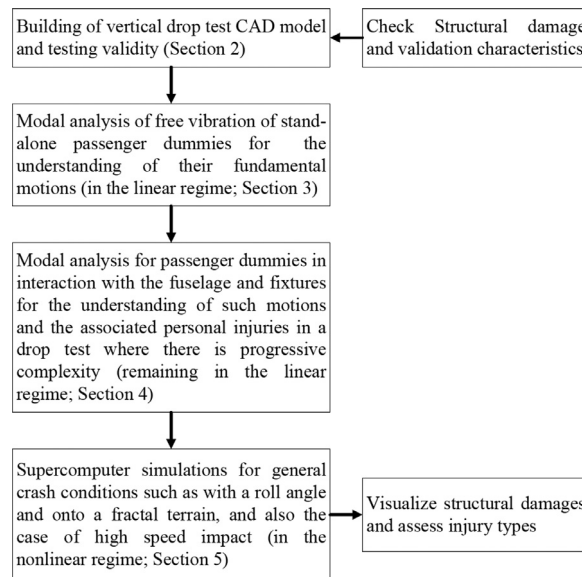 Building of vertical drop test CAD model
and testing validity (Section 2)
Check Structural damage
and validation characteristics
Modal analysis of free vibration of stand-
alone passenger dummies for the
understanding of their fundamental
motions (in the linear regime; Section 3)
Modal analysis for passenger dummies in
interaction with the fuselage and fixtures
for the understanding of such motions
and the associated personal injuries in a
drop test where there is progressive
complexity (remaining in the linear
regime; Section 4)
Supercomputer simulations for general
crash conditions such as with a roll angle
and onto a fractal terrain, and also the
case of high speed impact (in the
nonlinear regime; Section 5)
Visualize structural damages
and assess injury types